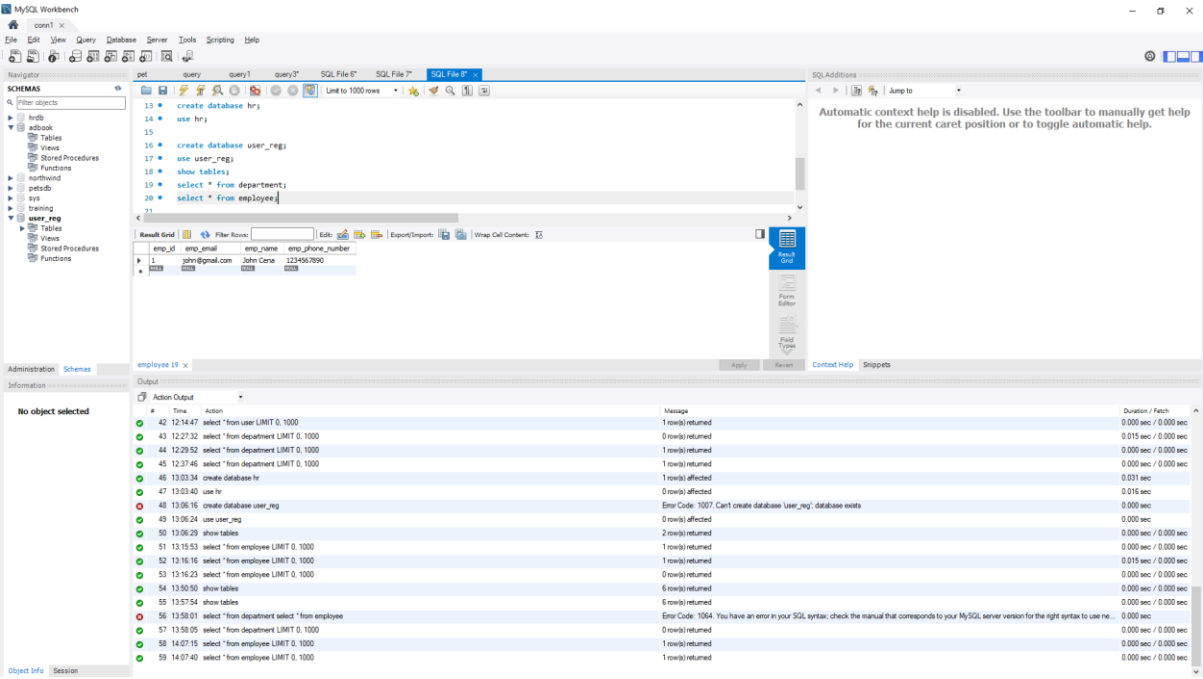 MySQL Workbench
conn1 ×
File Edit View Query Database Server Tools Scripting Help
Navigator
SCHEMAS
Filter objects
hrdb
adbook
Tables
Views
Stored Procedures
Functions
northwind
petsdb
sys
training
user_reg
Tables
Views
Stored Procedures
Functions
Administration Schemas
Information
No object selected
Object Info Session
pet query query1 query3* SQL File 6* SQL File 7* SQL File 8* ×
Limit to 1000 rows
13 create database hr;
14 use hr;
15
16 create database user_reg;
17 use user_reg;
18 show tables;
19 select * from department;
20 select * from employee;
21
Result Grid Filter Rows: Edit: Export/Import: Wrap Cell Content:
emp_id emp_email emp_name emp_phone_number
1 john@gmail.com John Cena 1234567890
NULL NULL NULL NULL
Result Grid
Form Editor
Field Types
employee 19 × Apply Revert
SQLAdditions
Jump to
Automatic context help is disabled. Use the toolbar to manually get help
for the current caret position or to toggle automatic help.
Context Help Snippets
Output
Action Output
# Time Action Message Duration / Fetch
42 12:14:47 select * from user LIMIT 0, 1000 1 row(s) returned 0.000 sec / 0.000 sec
43 12:27:32 select * from department LIMIT 0, 1000 0 row(s) returned 0.015 sec / 0.000 sec
44 12:29:52 select * from department LIMIT 0, 1000 1 row(s) returned 0.000 sec / 0.000 sec
45 12:37:46 select * from department LIMIT 0, 1000 1 row(s) returned 0.000 sec / 0.000 sec
46 13:03:34 create database hr 1 row(s) affected 0.031 sec
47 13:03:40 use hr 0 row(s) affected 0.016 sec
48 13:06:16 create database user_reg Error Code: 1007. Can't create database 'user_reg'; database exists 0.000 sec
49 13:06:24 use user_reg 0 row(s) affected 0.000 sec
50 13:06:29 show tables 2 row(s) returned 0.000 sec / 0.000 sec
51 13:15:53 select * from employee LIMIT 0, 1000 1 row(s) returned 0.000 sec / 0.000 sec
52 13:16:16 select * from employee LIMIT 0, 1000 1 row(s) returned 0.015 sec / 0.000 sec
53 13:16:23 select * from employee LIMIT 0, 1000 0 row(s) returned 0.000 sec / 0.000 sec
54 13:50:50 show tables 6 row(s) returned 0.000 sec / 0.000 sec
55 13:57:54 show tables 6 row(s) returned 0.000 sec / 0.000 sec
56 13:58:01 select * from department select * from employee Error Code: 1064. You have an error in your SQL syntax; check the manual that corresponds to your MySQL server version for the right syntax to use ne... 0.000 sec
57 13:58:05 select * from department LIMIT 0, 1000 0 row(s) returned 0.000 sec / 0.000 sec
58 14:07:15 select * from employee LIMIT 0, 1000 1 row(s) returned 0.000 sec / 0.000 sec
59 14:07:40 select * from employee LIMIT 0, 1000 1 row(s) returned 0.000 sec / 0.000 sec